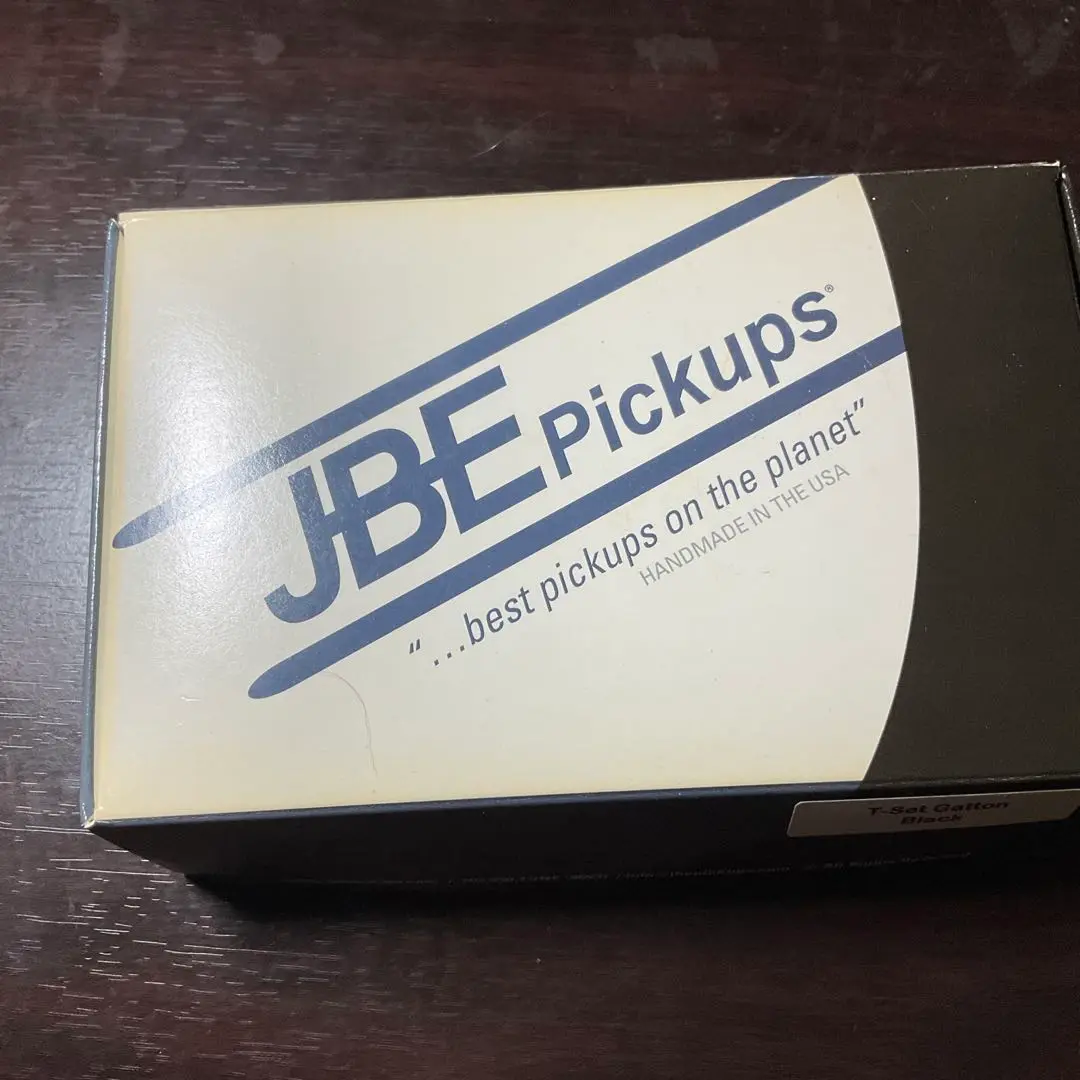 JBE Pickups®
“...best pickups on the planet”
HANDMADE IN THE USA
T-Set Gatton
Black